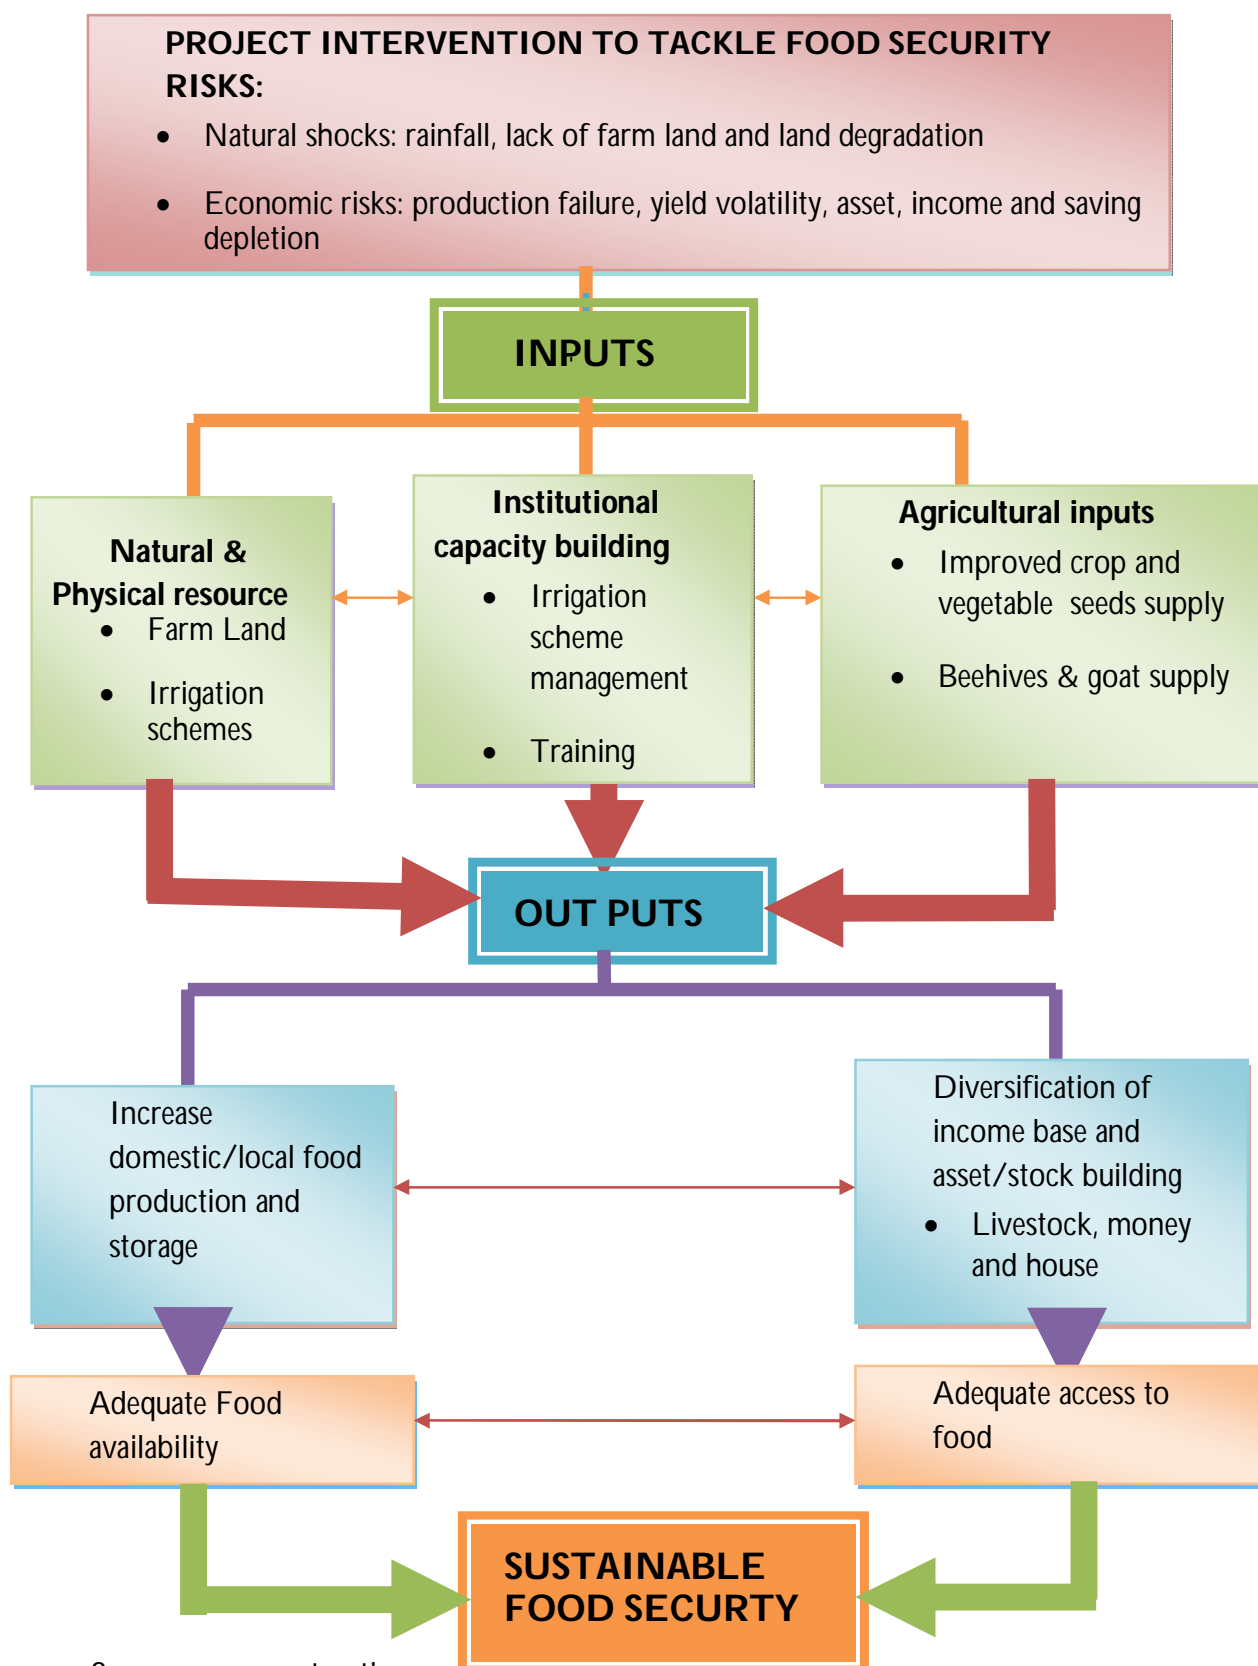 PROJECT INTERVENTION TO TACKLE FOOD SECURITY
RISKS:
• Natural shocks: rainfall, lack of farm land and land degradation
• Economic risks: production failure, yield volatility, asset, income and saving
depletion
INPUTS
Natural &
Physical resource
• Farm Land
• Irrigation
schemes
Institutional
capacity building
• Irrigation
scheme
management
• Training
Agricultural inputs
• Improved crop and
vegetable seeds supply
• Beehives & goat supply
OUT PUTS
Increase
domestic/local food
production and
storage
Diversification of
income base and
asset/stock building
• Livestock, money
and house
Adequate Food
availability
Adequate access to
food
SUSTAINABLE
FOOD SECURTY